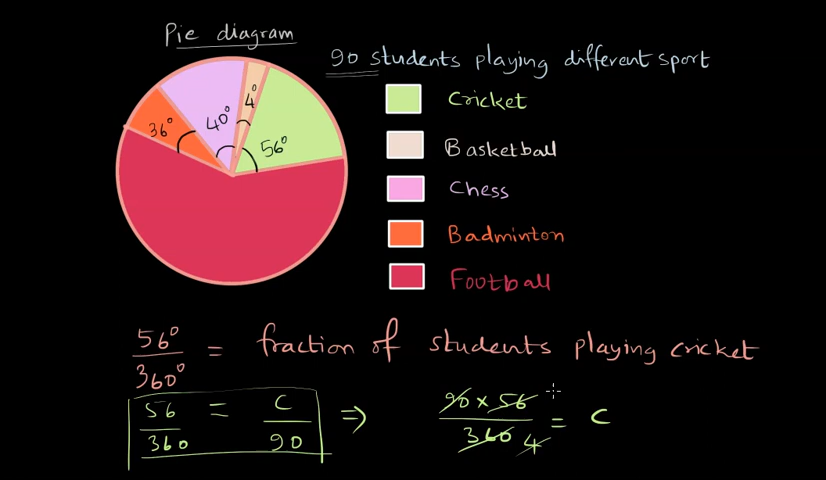 Pie diagram
90 students playing different sport
Cricket
4°
40°
36°
56°
Basketball
Chess
Badminton
Football
56°/360° = fraction of students playing cricket
56/360 = C/90 ⇒ 90 × 56/360 4 = C